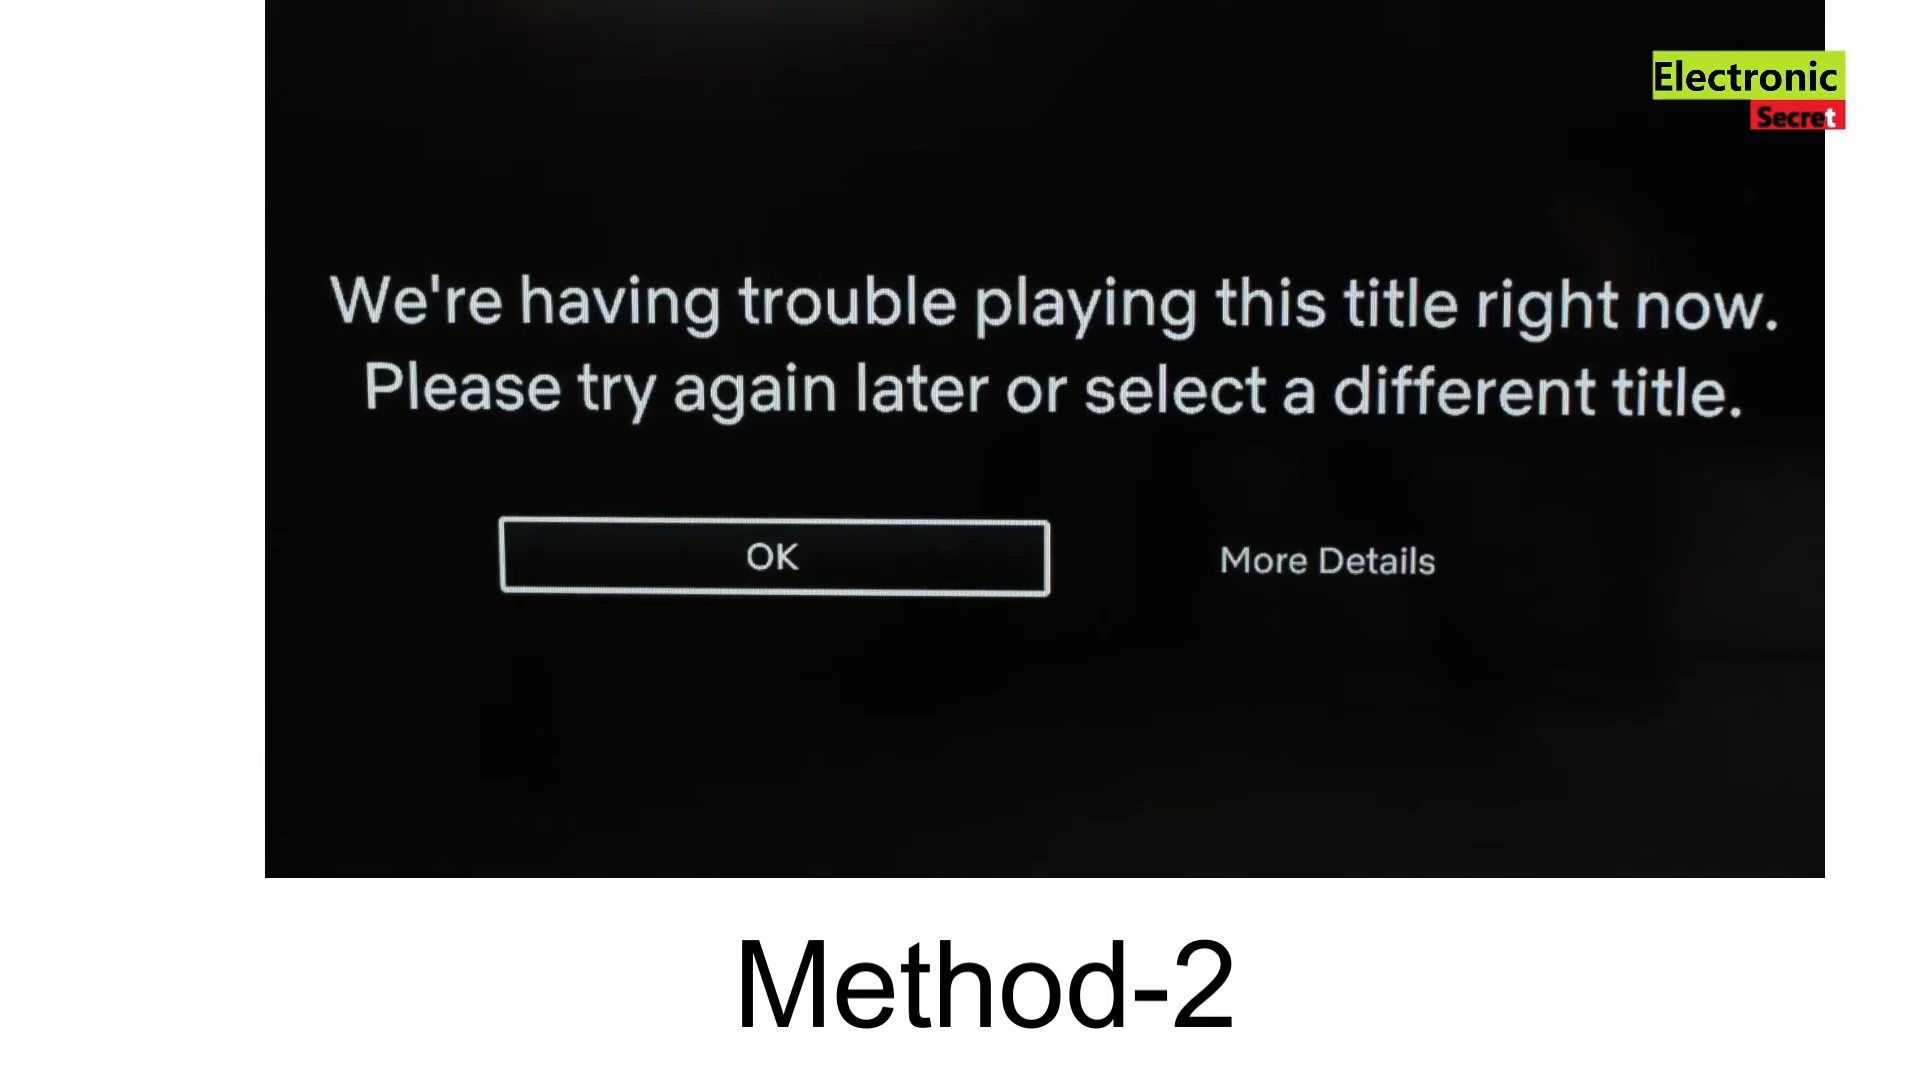 Electronic
Secret
We're having trouble playing this title right now.
Please try again later or select a different title.
OK
More Details
Method-2